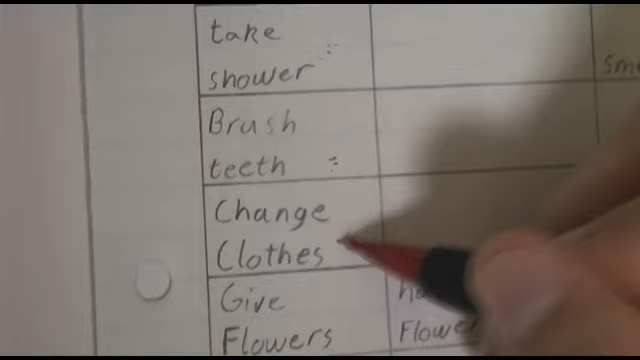 take
shower
Brush
teeth :
Change
Clothes
Give
Flowers
Flower